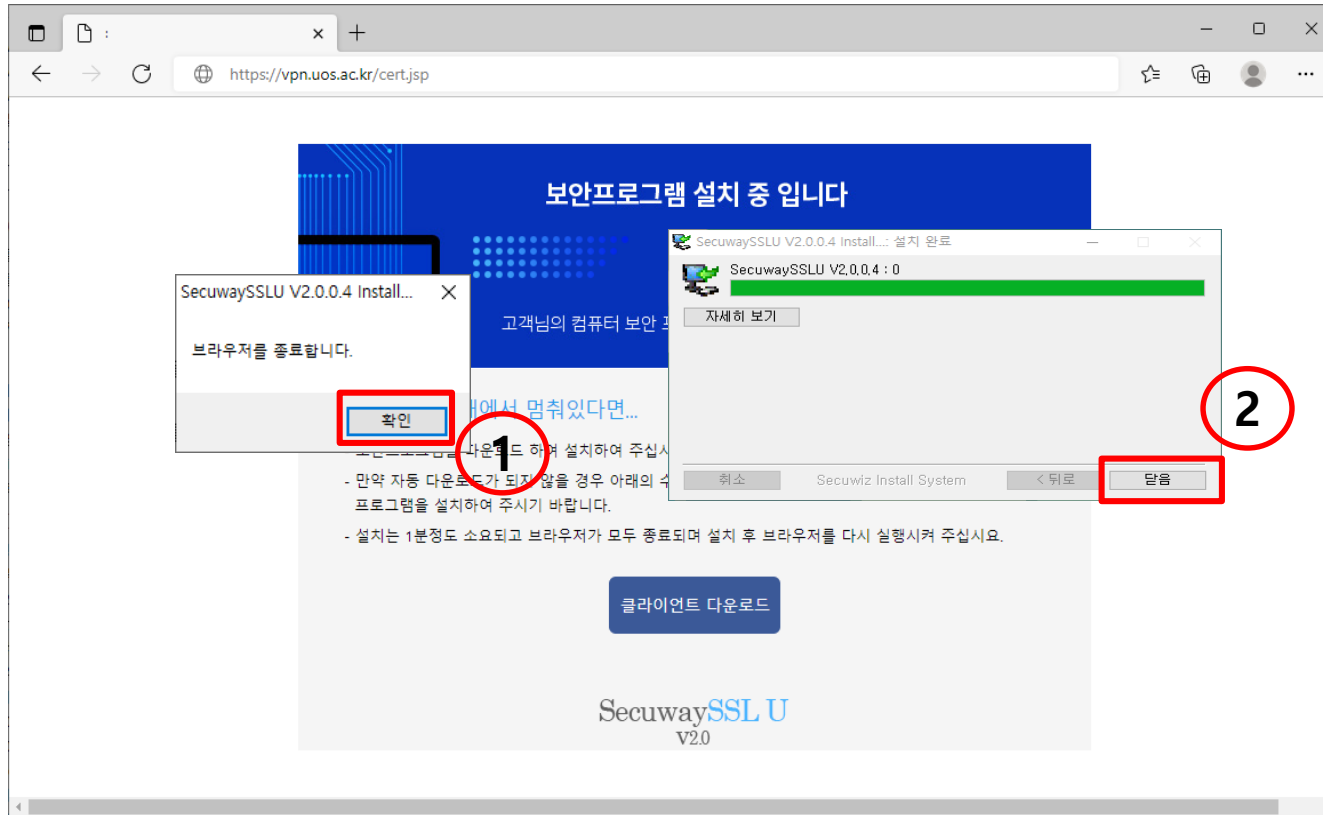 :
https://vpn.uos.ac.kr/cert.jsp
보안프로그램 설치 중 입니다
SecuwaySSLU V2.0.0.4 Install...: 설치 완료
SecuwaySSLU V2,0,0,4 : 0
자세히 보기
SecuwaySSLU V2.0.0.4 Install...
고객님의 컴퓨터 보안
브라우저를 종료합니다.
확인
1
2
에서 멈춰있다면...
하여 설치하여 주십시
취소
Secuwiz Install System
< 뒤로
닫음
- 만약 자동 다운로드가 되지 않을 경우 아래의 수
프로그램을 설치하여 주시기 바랍니다.
- 설치는 1분정도 소요되고 브라우저가 모두 종료되며 설치 후 브라우저를 다시 실행시켜 주십시요.
클라이언트 다운로드
SecuwaySSL U
V2.0